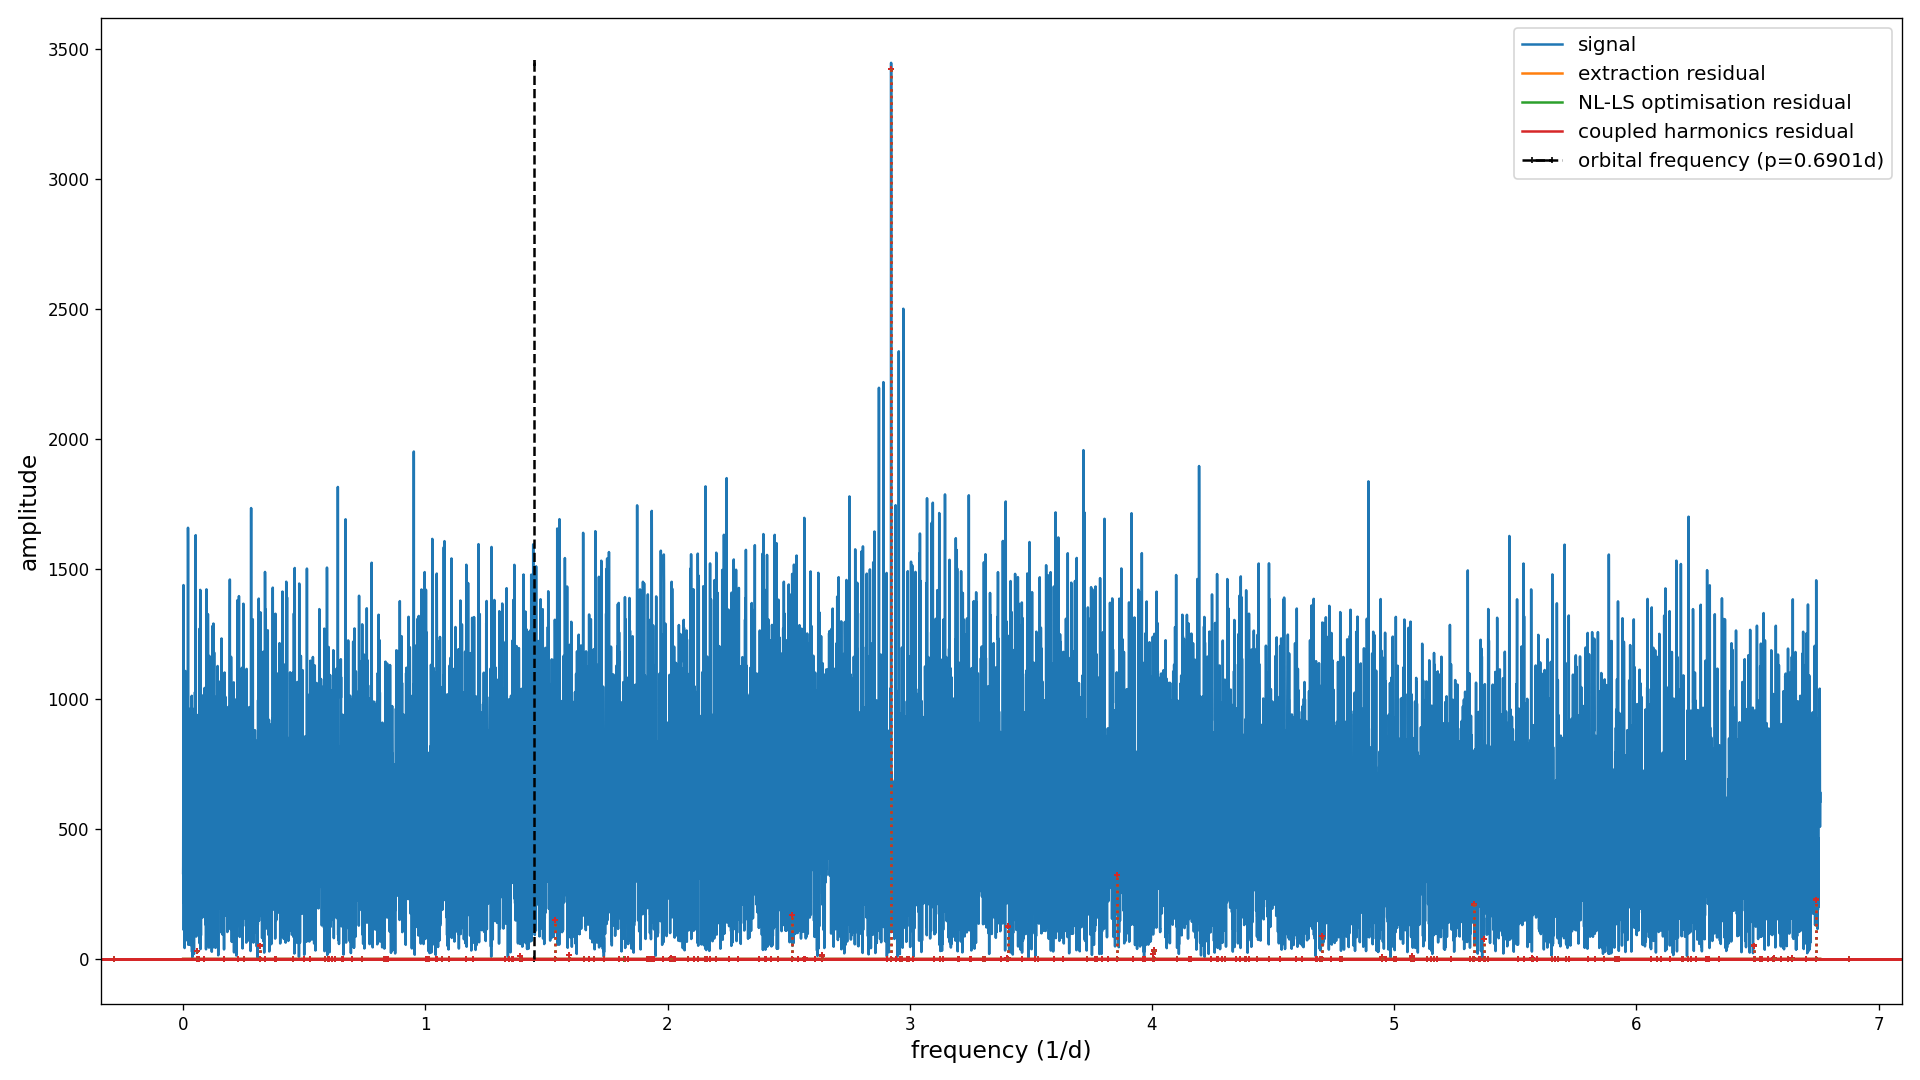 signal
extraction residual
NL-LS optimisation residual
coupled harmonics residual
orbital frequency (p=0.6901d)
3500
3000
2500
2000
1500
1000
500
0
amplitude
0 1 2 3 4 5 6 7
frequency (1/d)